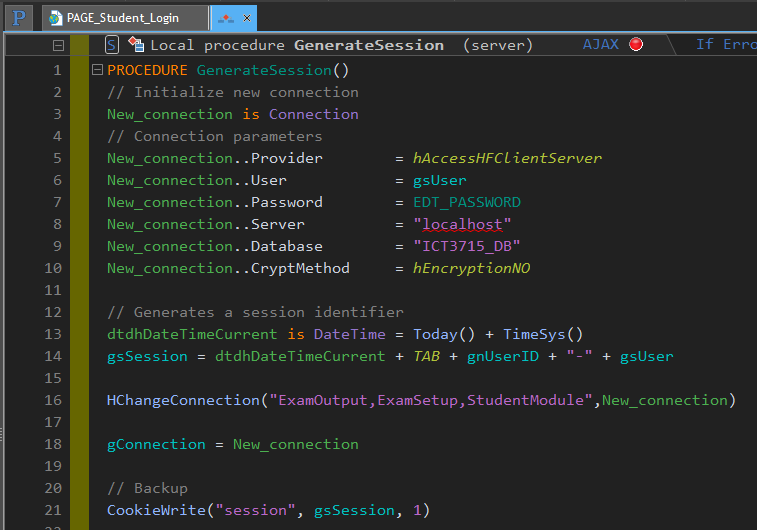 P PAGE_Student_Login ×
S Local procedure GenerateSession (server) AJAX If Erro
1 PROCEDURE GenerateSession()
2 // Initialize new connection
3 New_connection is Connection
4 // Connection parameters
5 New_connection..Provider = hAccessHFClientServer
6 New_connection..User = gsUser
7 New_connection..Password = EDT_PASSWORD
8 New_connection..Server = "localhost"
9 New_connection..Database = "ICT3715_DB"
10 New_connection..CryptMethod = hEncryptionNO
11
12 // Generates a session identifier
13 dtdhDateTimeCurrent is DateTime = Today() + TimeSys()
14 gsSession = dtdhDateTimeCurrent + TAB + gnUserID + "-" + gsUser
15
16 HChangeConnection("ExamOutput,ExamSetup,StudentModule",New_connection)
17
18 gConnection = New_connection
19
20 // Backup
21 CookieWrite("session", gsSession, 1)